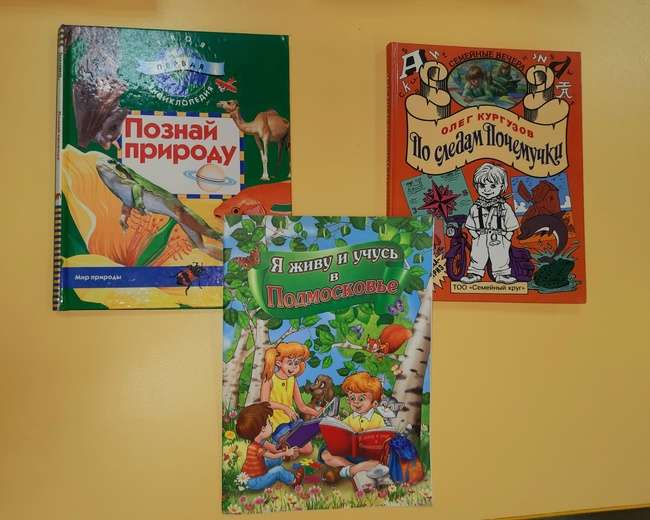 МОЯ
ПЕРВАЯ
ЭНЦИКЛОПЕДИЯ
Познай
природу
Мир природы
СЕМЕЙНЫЕ ВЕЧЕРА
ОЛЕГ КУРГУЗОВ
По следам Почемучки
ТОО «Семейный круг»
Я живу и учусь
в
Подмосковье